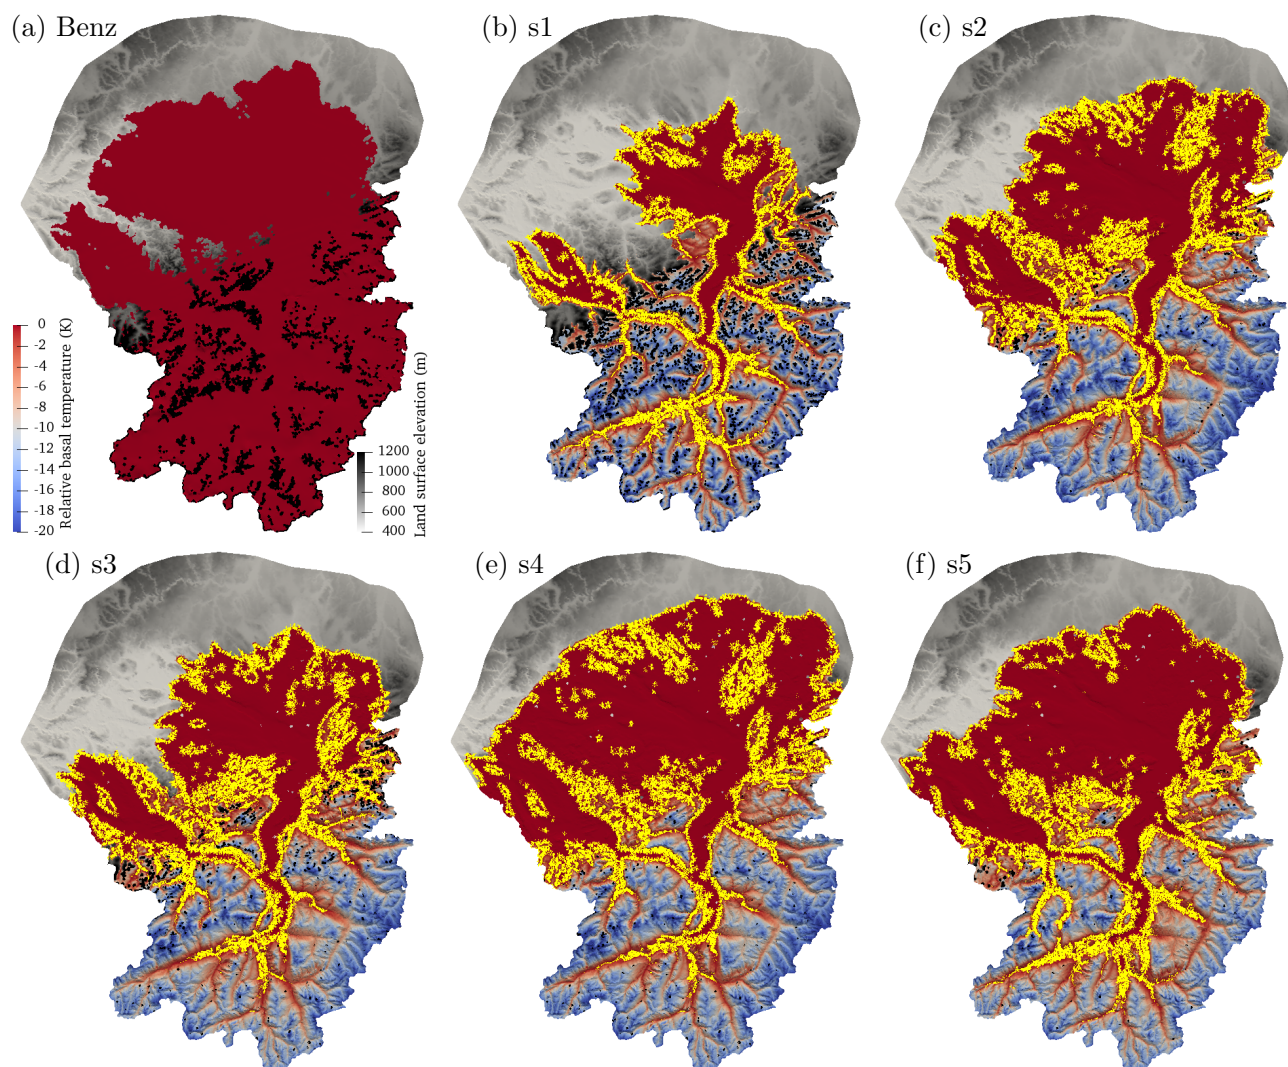 (a) Benz
(b) s1
(c) s2
0
-2
-4
-6
-8
-10
-12
-14
-16
-18
-20
Relative basal temperature (K)
1200
1000
800
600
400
Land surface elevation (m)
(d) s3
(e) s4
(f) s5